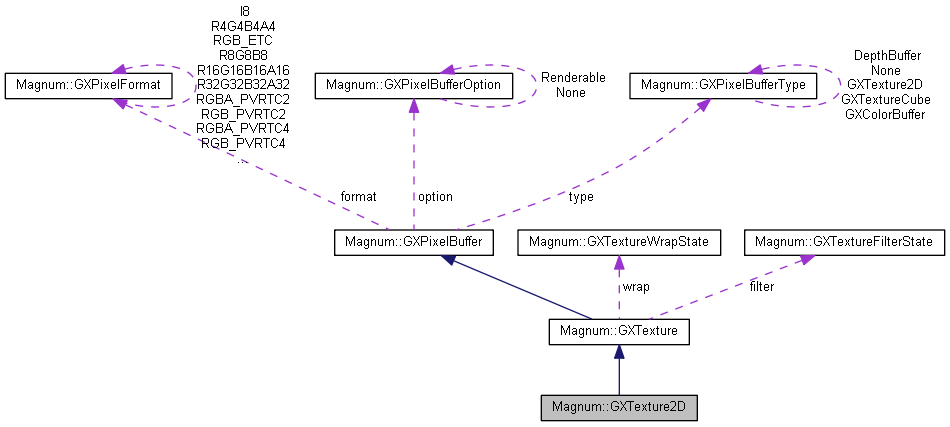 I8
R4G4B4A4
RGB_ETC
R8G8B8
R16G16B16A16
R32G32B32A32
RGBA_PVRTC2
RGB_PVRTC2
RGBA_PVRTC4
RGB_PVRTC4
...
Magnum::GXPixelFormat
Magnum::GXPixelBufferOption
Renderable
None
Magnum::GXPixelBufferType
DepthBuffer
None
GXTexture2D
GXTextureCube
GXColorBuffer
format
option
type
Magnum::GXPixelBuffer
Magnum::GXTextureWrapState
Magnum::GXTextureFilterState
wrap
filter
Magnum::GXTexture
Magnum::GXTexture2D